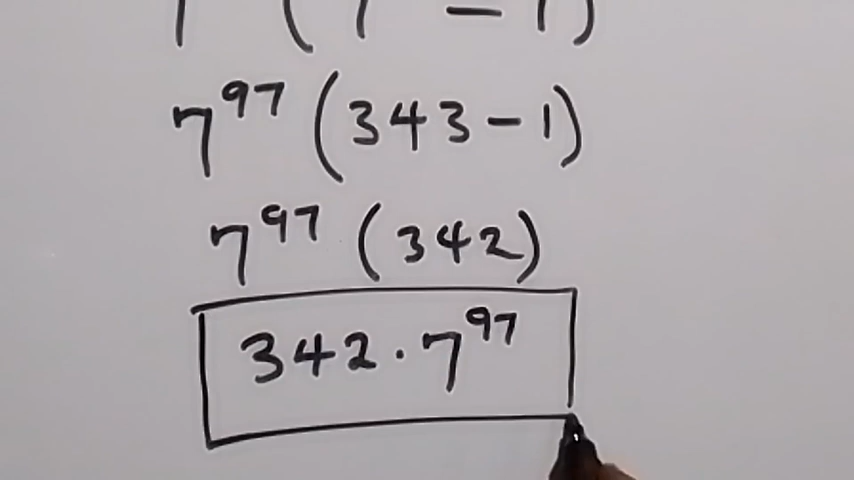 7^97 (343 - 1)
7^97 (342)
342 · 7^97